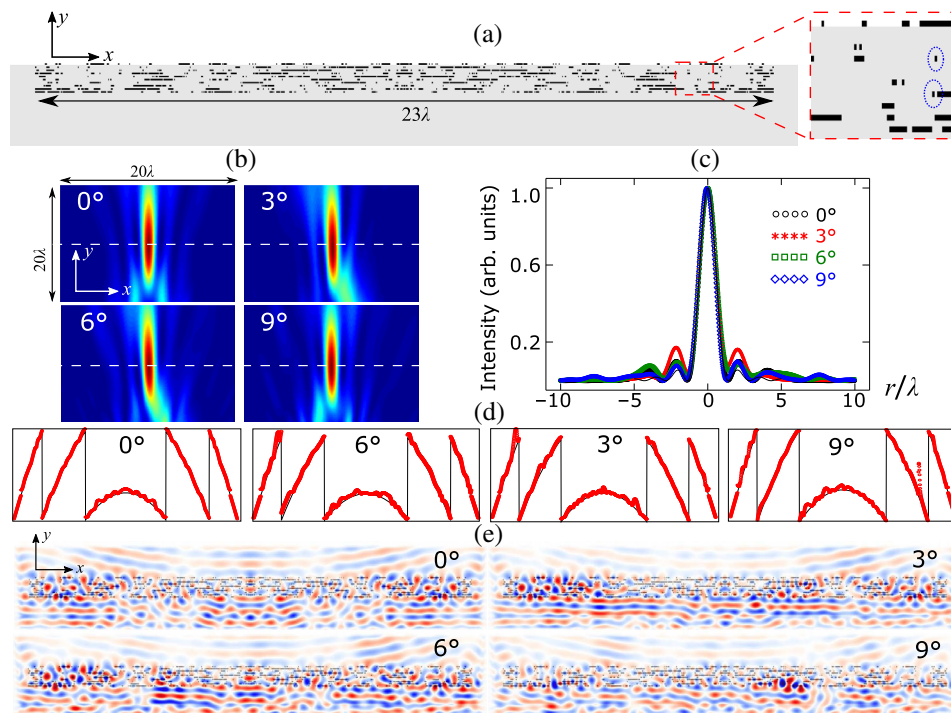 (a)
y
x
23λ
(b)
20λ
20λ
0°
y
x
3°
6°
9°
(c)
Intensity (arb. units)
1.0
0.6
0.2
0°
3°
6°
9°
−10
−5
0
5
10
r/λ
(d)
0°
6°
3°
9°
(e)
y
x
0°
3°
6°
9°